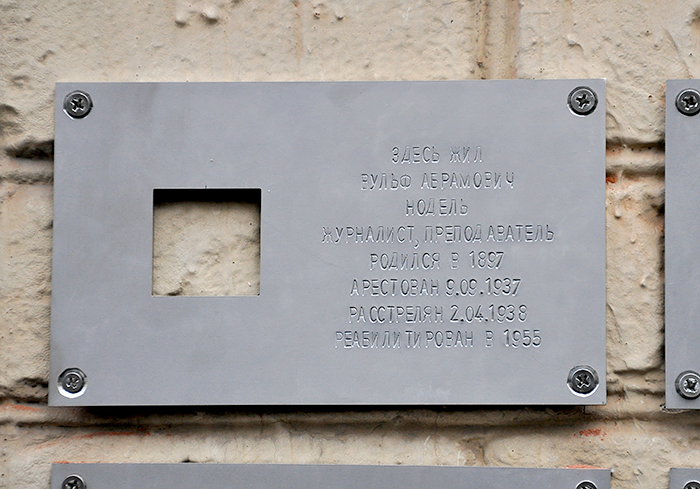 ЗДЕСЬ ЖИЛ
ВУЛЬФ АБРАМОВИЧ
НОДЕЛЬ
ЖУРНАЛИСТ, ПРЕПОДАВАТЕЛЬ
РОДИЛСЯ В 1897
АРЕСТОВАН 9.09.1937
РАССТРЕЛЯН 2.04.1938
РЕАБИЛИТИРОВАН В 1955